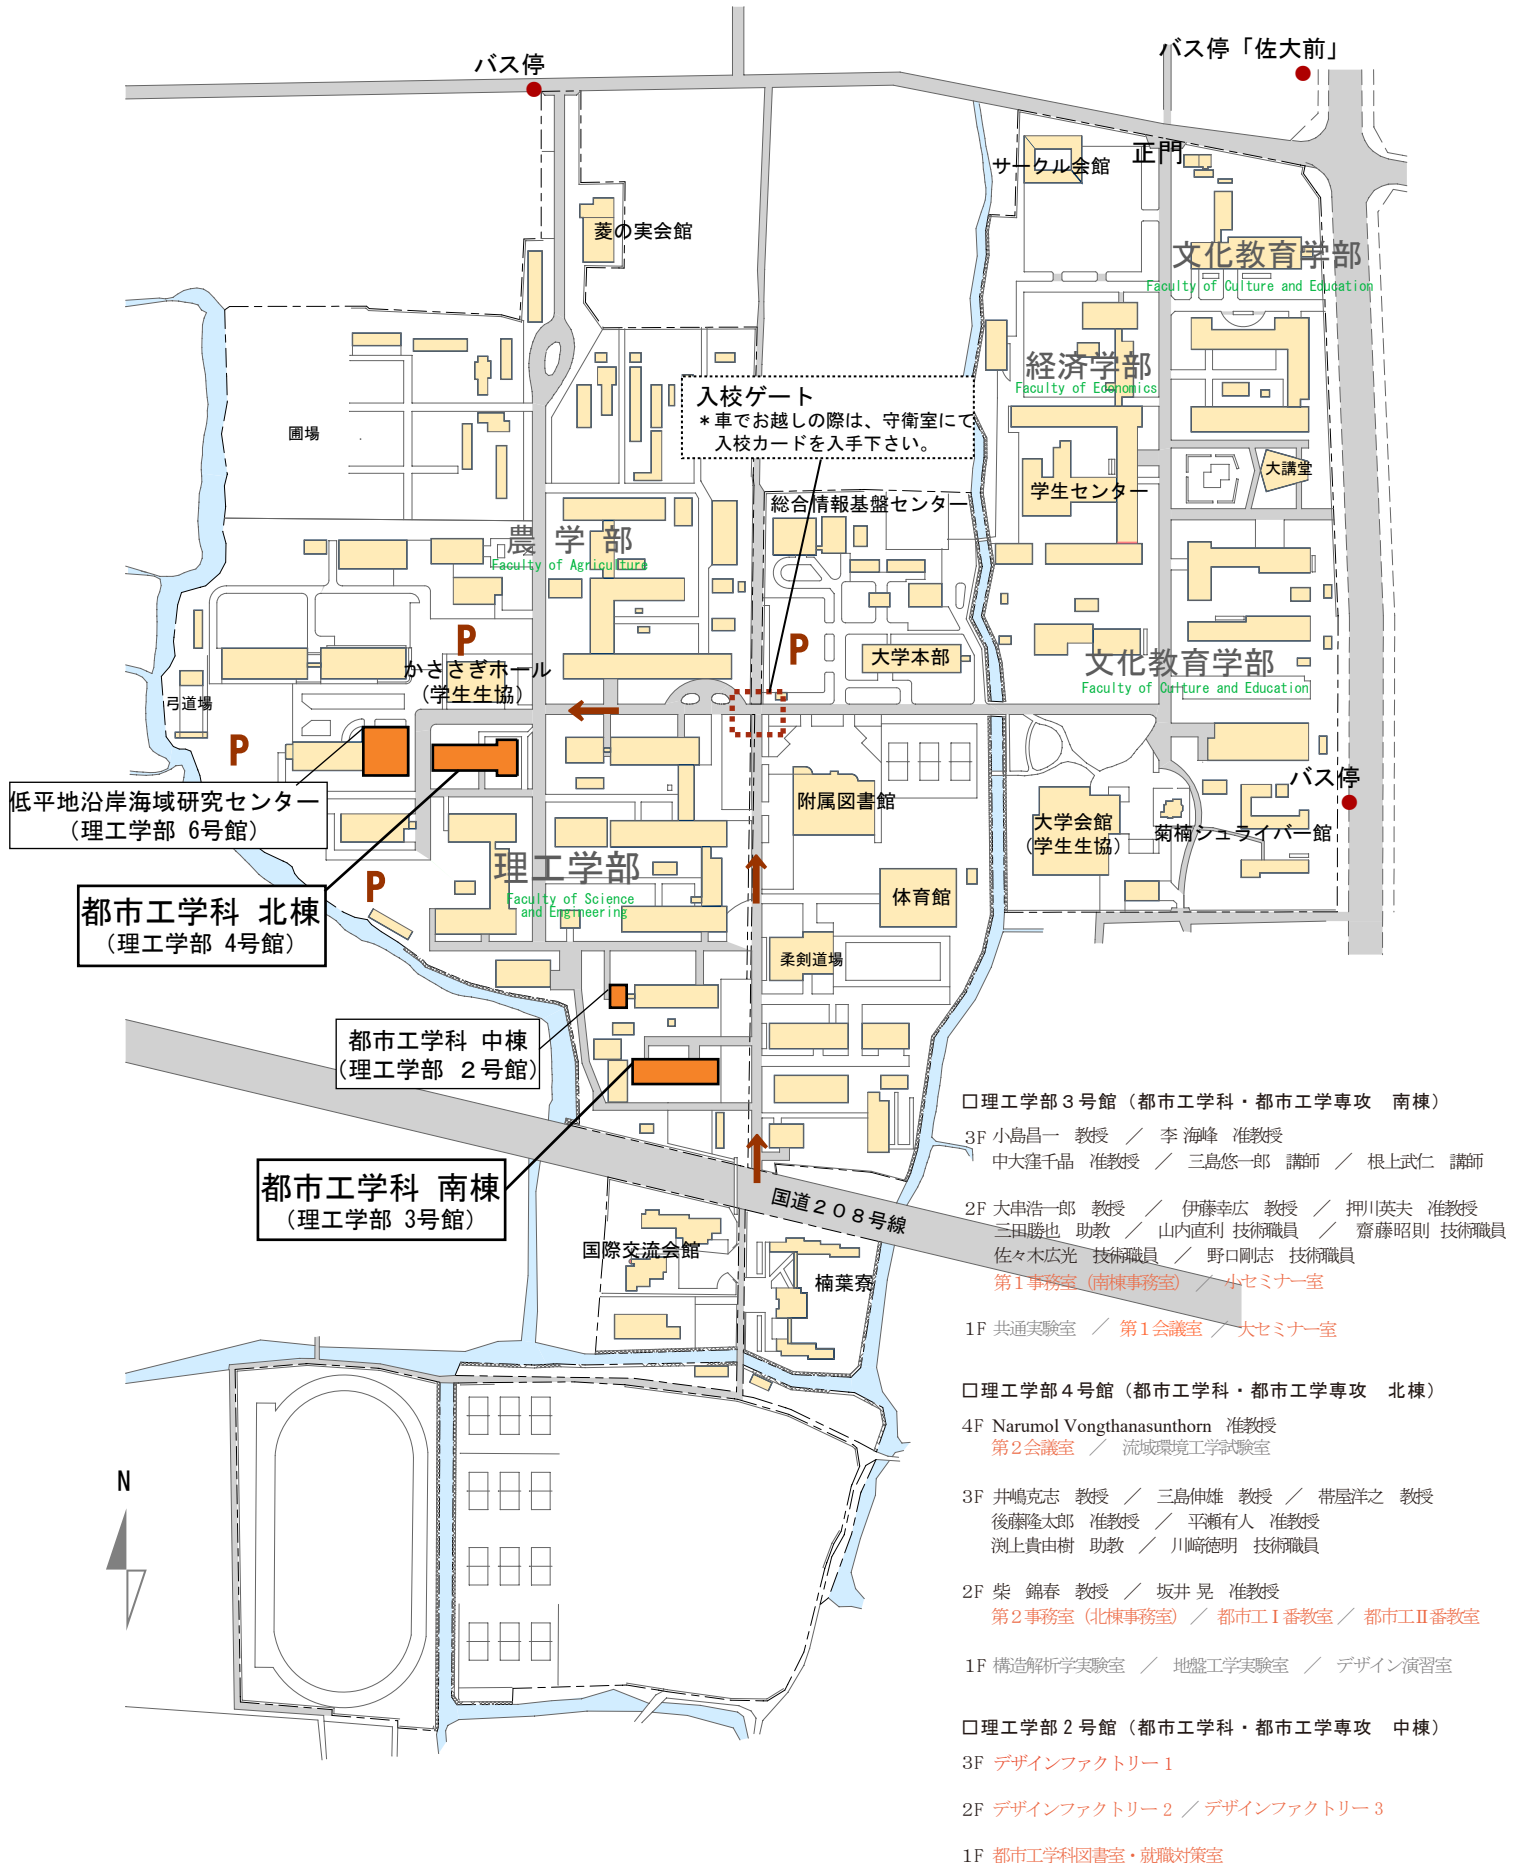 バス停
バス停「佐大前」
サークル会館
正門
菱の実会館
文化教育学部
Faculty of Culture and Education
経済学部
Faculty of Economics
入校ゲート
＊車でお越しの際は、守衛室にて
入校カードを入手下さい。
圃場
大講堂
学生センター
総合情報基盤センター
農 学 部
Faculty of Agriculture
P
P
かささぎホール
（学生生協）
大学本部
文化教育学部
Faculty of Culture and Education
弓道場
P
バス停
低平地沿岸海域研究センター
（理工学部 6号館）
附属図書館
大学会館
（学生生協）
菊楠シュライバー館
理工学部
Faculty of Science
and Engineering
P
体育館
都市工学科 北棟
（理工学部 4号館）
柔剣道場
都市工学科 中棟
（理工学部 ２号館）
都市工学科 南棟
（理工学部 3号館）
国道２０８号線
国際交流会館
楠葉寮
N
□理工学部３号館（都市工学科・都市工学専攻　南棟）
3F 小島昌一　教授　／　李 海峰　准教授
中大窪千晶　准教授　／　三島悠一郎　講師　／　根上武仁　講師
2F 大串浩一郎　教授　／　伊藤幸広　教授　／　押川英夫　准教授
三田勝也　助教　／　山内直利 技術職員　／　齋藤昭則 技術職員
佐々木広光　技術職員　／　野口剛志　技術職員
第１事務室（南棟事務室）　／　小セミナー室
1F 共通実験室　／　第１会議室　／　大セミナー室
□理工学部４号館（都市工学科・都市工学専攻　北棟）
4F Narumol Vongthanasunthorn　准教授
第２会議室　／　流域環境工学試験室
3F 井嶋克志　教授　／　三島伸雄　教授　／　帯屋洋之　教授
後藤隆太郎　准教授　／　平瀬有人　准教授
渕上貴由樹　助教　／　川﨑徳明　技術職員
2F 柴　錦春　教授　／　坂井 晃　准教授
第２事務室（北棟事務室）　／　都市工Ⅰ番教室 ／　都市工Ⅱ番教室
1F 構造解析学実験室　／　地盤工学実験室　／　デザイン演習室
□理工学部２号館（都市工学科・都市工学専攻　中棟）
3F デザインファクトリー 1
2F デザインファクトリー 2 ／ デザインファクトリー 3
1F 都市工学科図書室・就職対策室